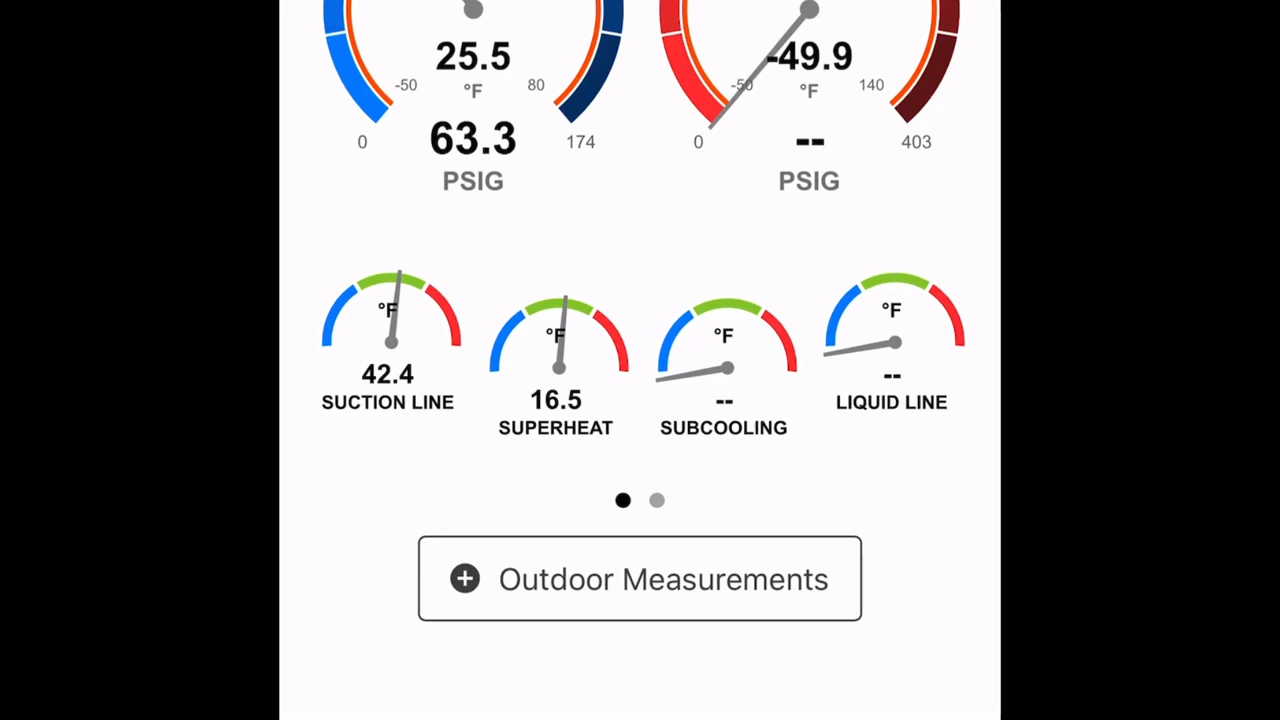 25.5
-50 °F 80
0 63.3 174
PSIG
-49.9
-50 °F 140
0 -- 403
PSIG
°F
42.4
SUCTION LINE
°F
16.5
SUPERHEAT
°F
--
SUBCOOLING
°F
--
LIQUID LINE
Outdoor Measurements